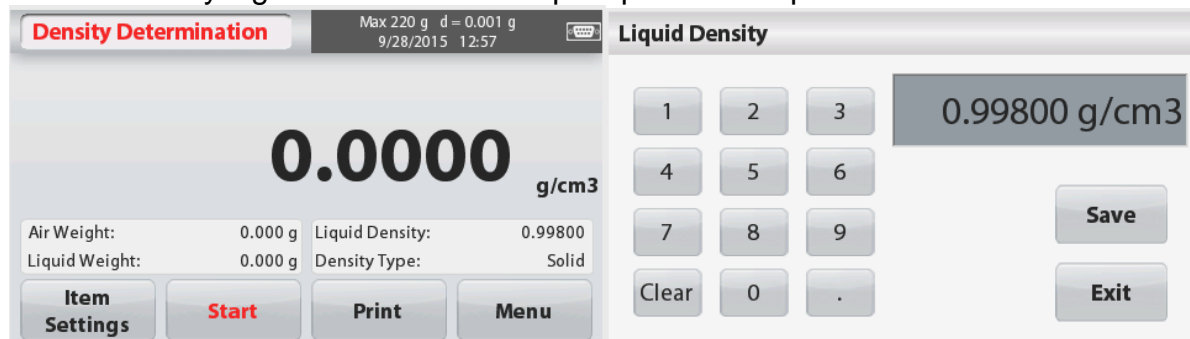 Density Determination
Max 220 g d = 0.001 g
9/28/2015 12:57
0.0000
g/cm3
Air Weight: 0.000 g
Liquid Weight: 0.000 g
Liquid Density: 0.99800
Density Type: Solid
Item
Settings
Start
Print
Menu
Liquid Density
0.99800 g/cm3
1 2 3
4 5 6
7 8 9
Clear 0 .
Save
Exit